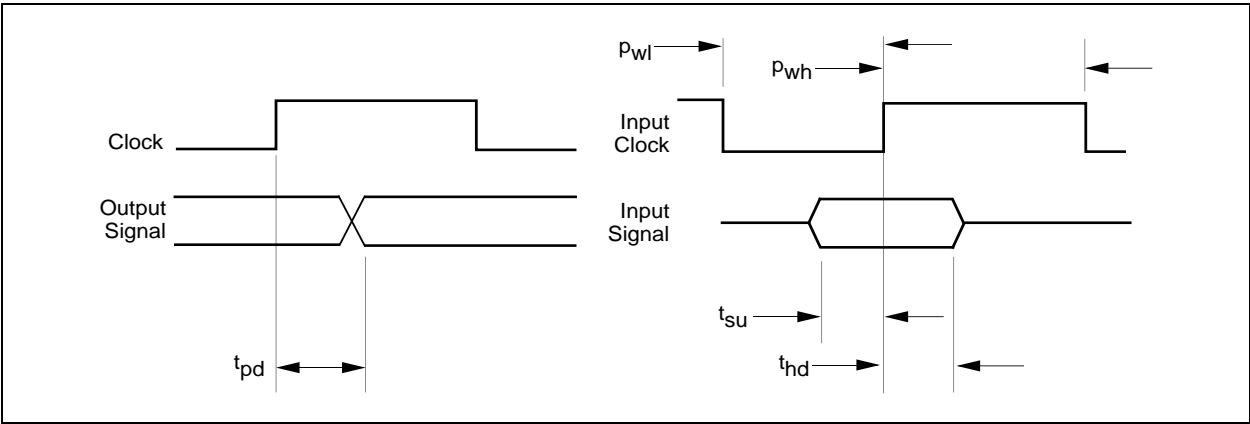 Clock
Output
Signal
tpd
pwl
pwh
Input
Clock
Input
Signal
tsu
thd